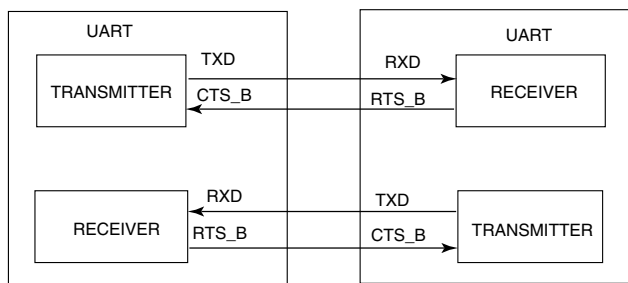 UART UART
TXD RXD
TRANSMITTER RECEIVER
CTS_B RTS_B
RXD TXD
RECEIVER TRANSMITTER
RTS_B CTS_B